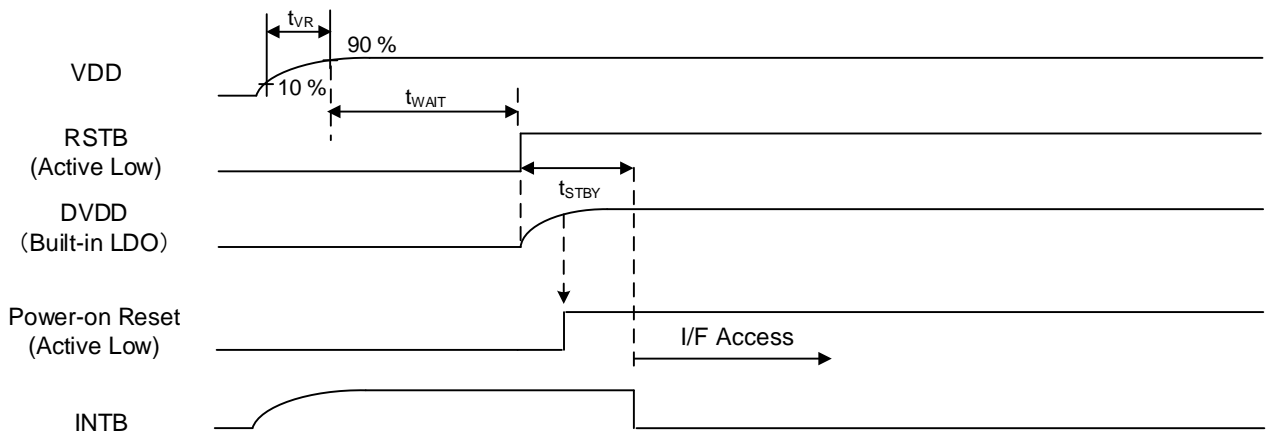 tVR
90 %
VDD
10 %
tWAIT
RSTB
(Active Low)
tSTBY
DVDD
（Built-in LDO）
Power-on Reset
(Active Low)
I/F Access
INTB